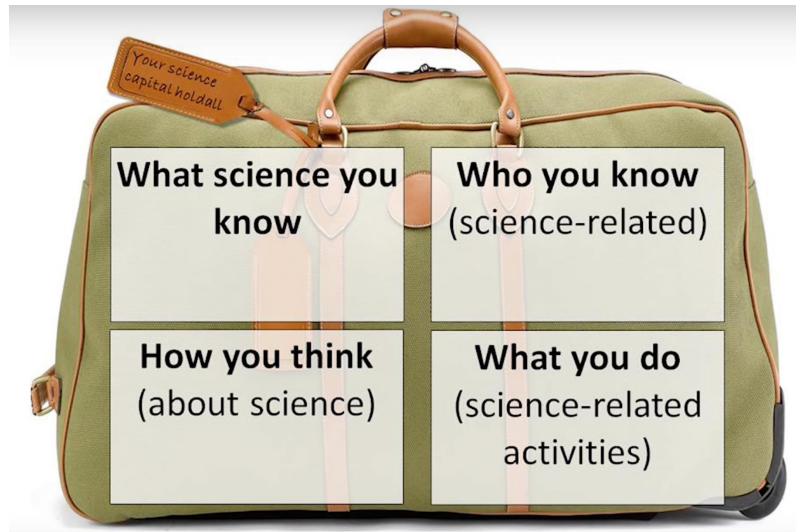 Your science
capital holdall
What science you
know
Who you know
(science-related)
How you think
(about science)
What you do
(science-related
activities)